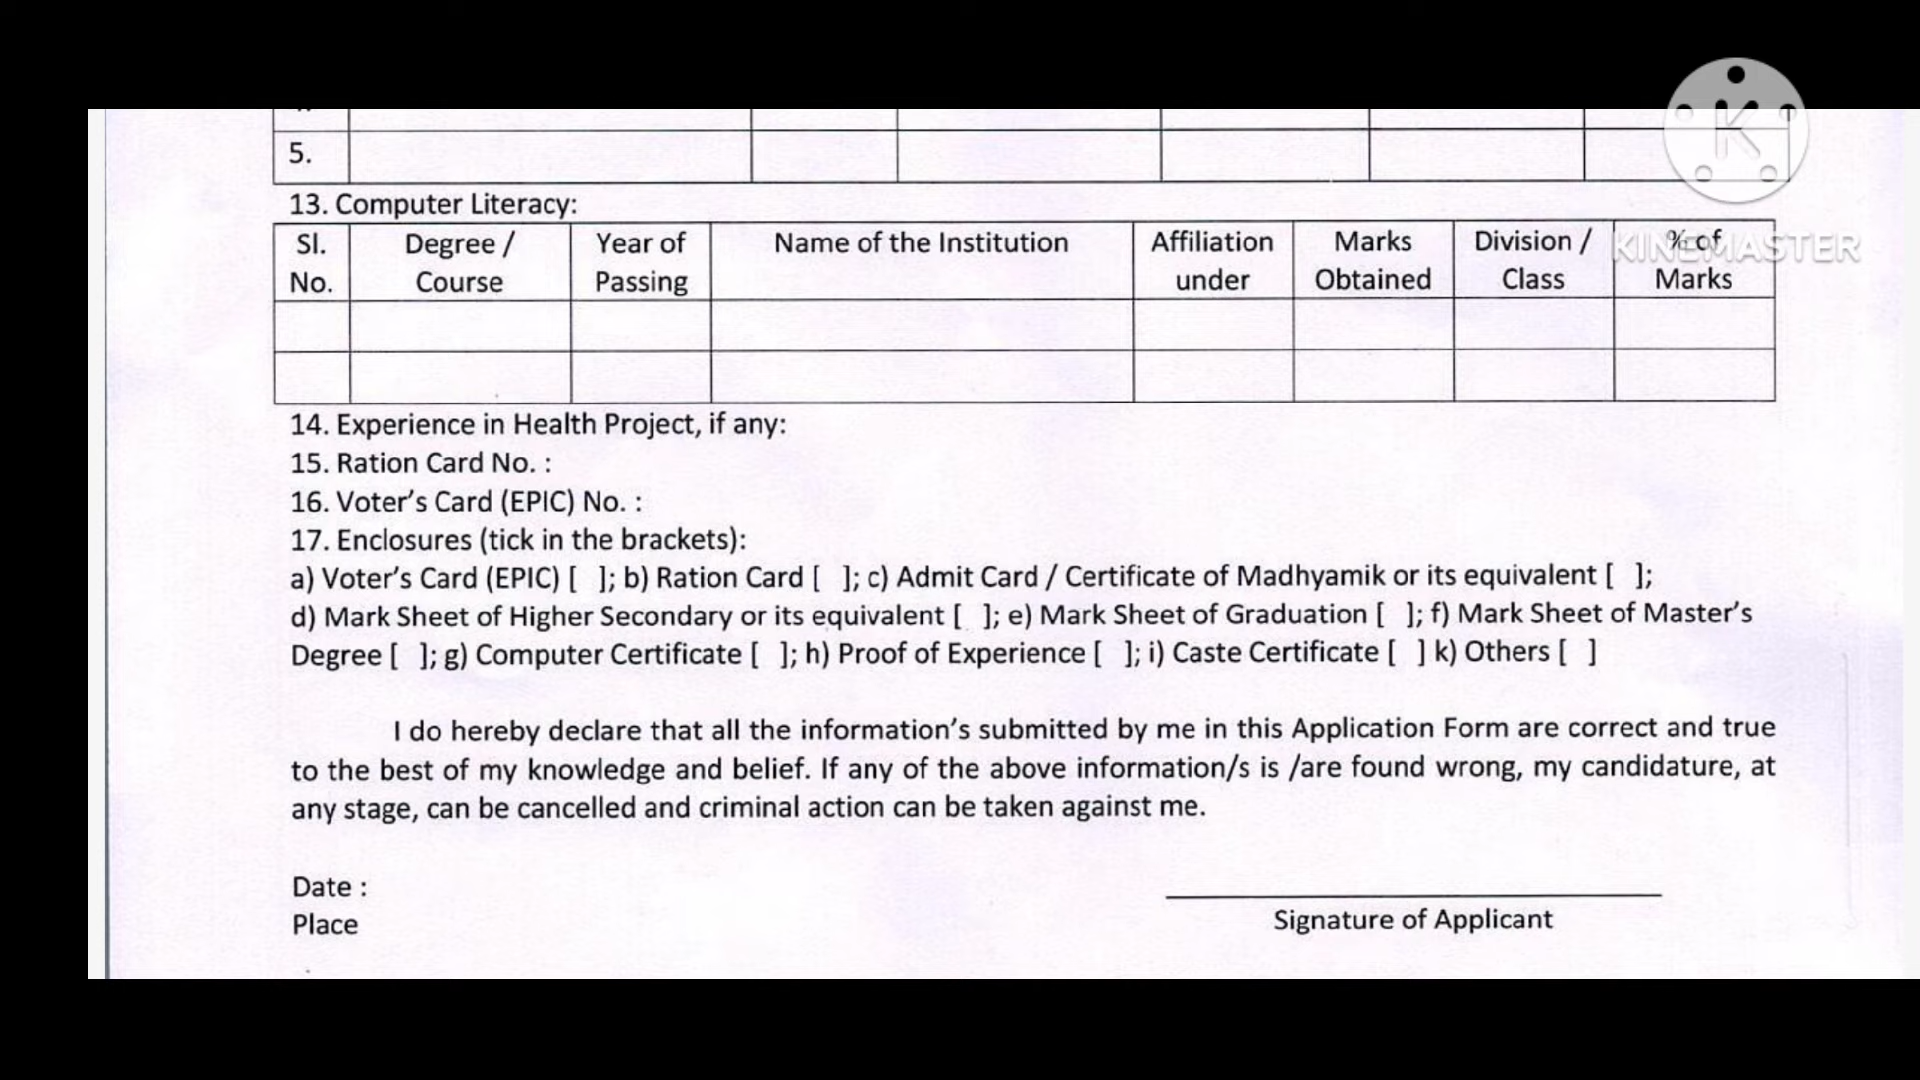 5.
13. Computer Literacy:
Sl. No. Degree / Course Year of Passing Name of the Institution Affiliation under Marks Obtained Division / Class % of Marks
KINEMASTER
14. Experience in Health Project, if any:
15. Ration Card No. :
16. Voter's Card (EPIC) No. :
17. Enclosures (tick in the brackets):
a) Voter's Card (EPIC) [ ]; b) Ration Card [ ]; c) Admit Card / Certificate of Madhyamik or its equivalent [ ];
d) Mark Sheet of Higher Secondary or its equivalent [ ]; e) Mark Sheet of Graduation [ ]; f) Mark Sheet of Master's
Degree [ ]; g) Computer Certificate [ ]; h) Proof of Experience [ ]; i) Caste Certificate [ ] k) Others [ ]
I do hereby declare that all the information's submitted by me in this Application Form are correct and true
to the best of my knowledge and belief. If any of the above information/s is /are found wrong, my candidature, at
any stage, can be cancelled and criminal action can be taken against me.
Date :
Place
Signature of Applicant